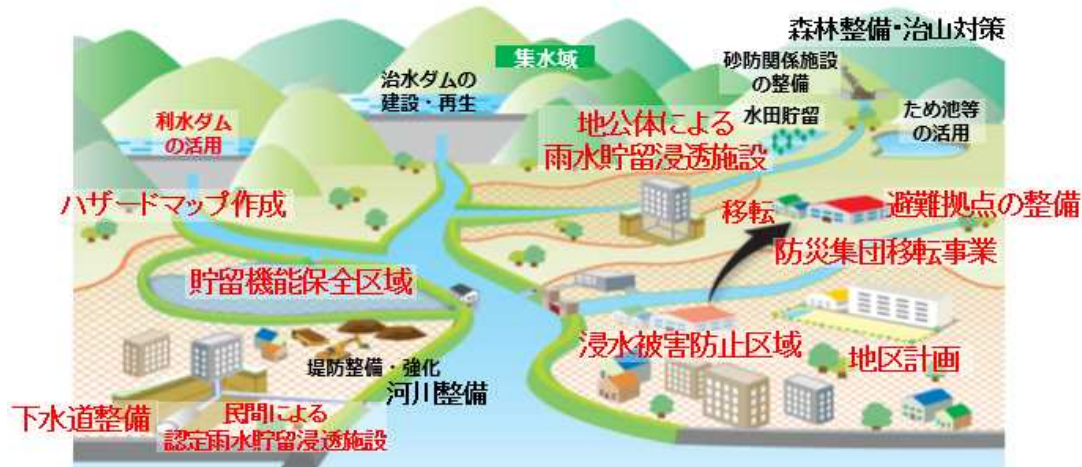 森林整備・治山対策
集水域
砂防関係施設
の整備
治水ダムの
建設・再生
水田貯留
ため池等
の活用
利水ダム
の活用
地公体による
雨水貯留浸透施設
ハザードマップ作成
移転
避難拠点の整備
防災集団移転事業
貯留機能保全区域
浸水被害防止区域
地区計画
堤防整備・強化
河川整備
下水道整備
民間による
認定雨水貯留浸透施設